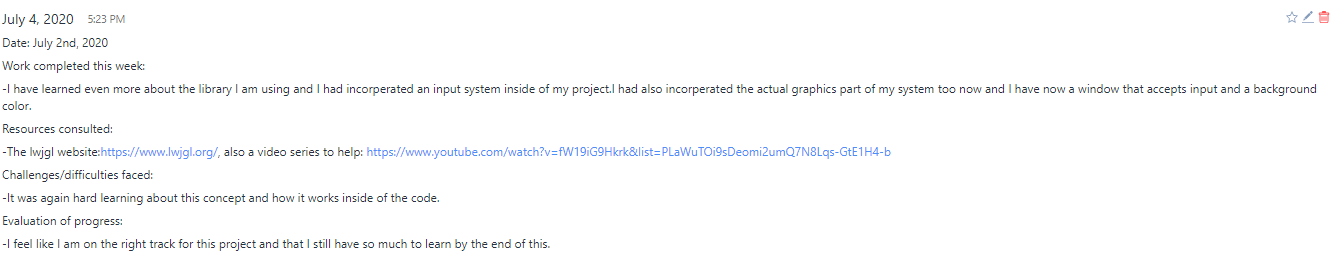 July 4, 2020 5:23 PM
Date: July 2nd, 2020
Work completed this week:
-I have learned even more about the library I am using and I had incorperated an input system inside of my project.I had also incorperated the actual graphics part of my system too now and I have now a window that accepts input and a background
color.
Resources consulted:
-The lwjgl website:https://www.lwjgl.org/, also a video series to help: https://www.youtube.com/watch?v=fW19iG9Hkrk&list=PLaWuTOi9sDeomi2umQ7N8Lqs-GtE1H4-b
Challenges/difficulties faced:
-It was again hard learning about this concept and how it works inside of the code.
Evaluation of progress:
-I feel like I am on the right track for this project and that I still have so much to learn by the end of this.